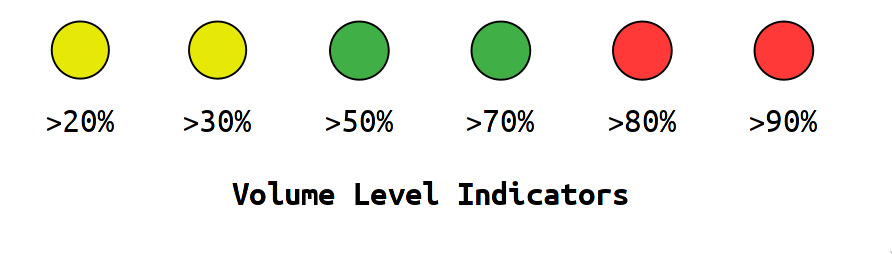 >20% >30% >50% >70% >80% >90%
Volume Level Indicators